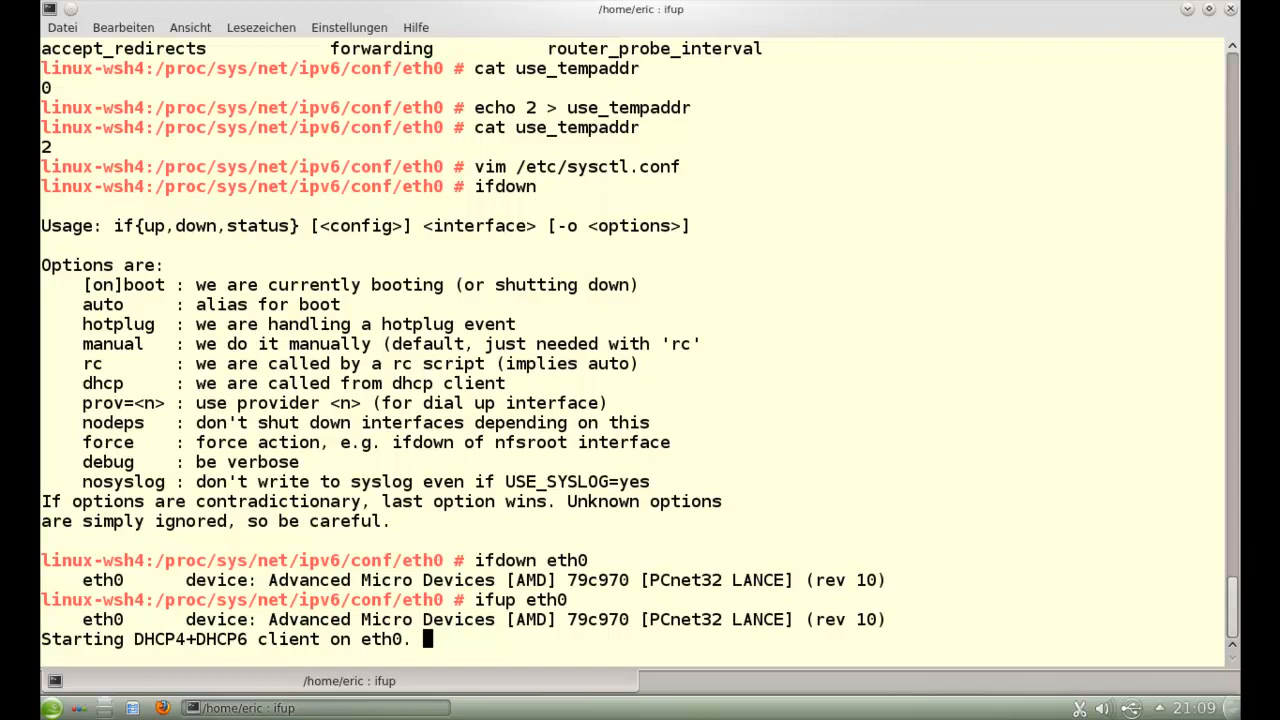 /home/eric : ifup
Datei Bearbeiten Ansicht Lesezeichen Einstellungen Hilfe
accept_redirects forwarding router_probe_interval
linux-wsh4:/proc/sys/net/ipv6/conf/eth0 # cat use_tempaddr
0
linux-wsh4:/proc/sys/net/ipv6/conf/eth0 # echo 2 > use_tempaddr
linux-wsh4:/proc/sys/net/ipv6/conf/eth0 # cat use_tempaddr
2
linux-wsh4:/proc/sys/net/ipv6/conf/eth0 # vim /etc/sysctl.conf
linux-wsh4:/proc/sys/net/ipv6/conf/eth0 # ifdown
Usage: if{up,down,status} [<config>] <interface> [-o <options>]
Options are:
[on]boot : we are currently booting (or shutting down)
auto : alias for boot
hotplug : we are handling a hotplug event
manual : we do it manually (default, just needed with 'rc'
rc : we are called by a rc script (implies auto)
dhcp : we are called from dhcp client
prov=<n> : use provider <n> (for dial up interface)
nodeps : don't shut down interfaces depending on this
force : force action, e.g. ifdown of nfsroot interface
debug : be verbose
nosyslog : don't write to syslog even if USE_SYSLOG=yes
If options are contradictionary, last option wins. Unknown options
are simply ignored, so be careful.
linux-wsh4:/proc/sys/net/ipv6/conf/eth0 # ifdown eth0
eth0 device: Advanced Micro Devices [AMD] 79c970 [PCnet32 LANCE] (rev 10)
linux-wsh4:/proc/sys/net/ipv6/conf/eth0 # ifup eth0
eth0 device: Advanced Micro Devices [AMD] 79c970 [PCnet32 LANCE] (rev 10)
Starting DHCP4+DHCP6 client on eth0.
/home/eric : ifup
/home/eric : ifup
21:09